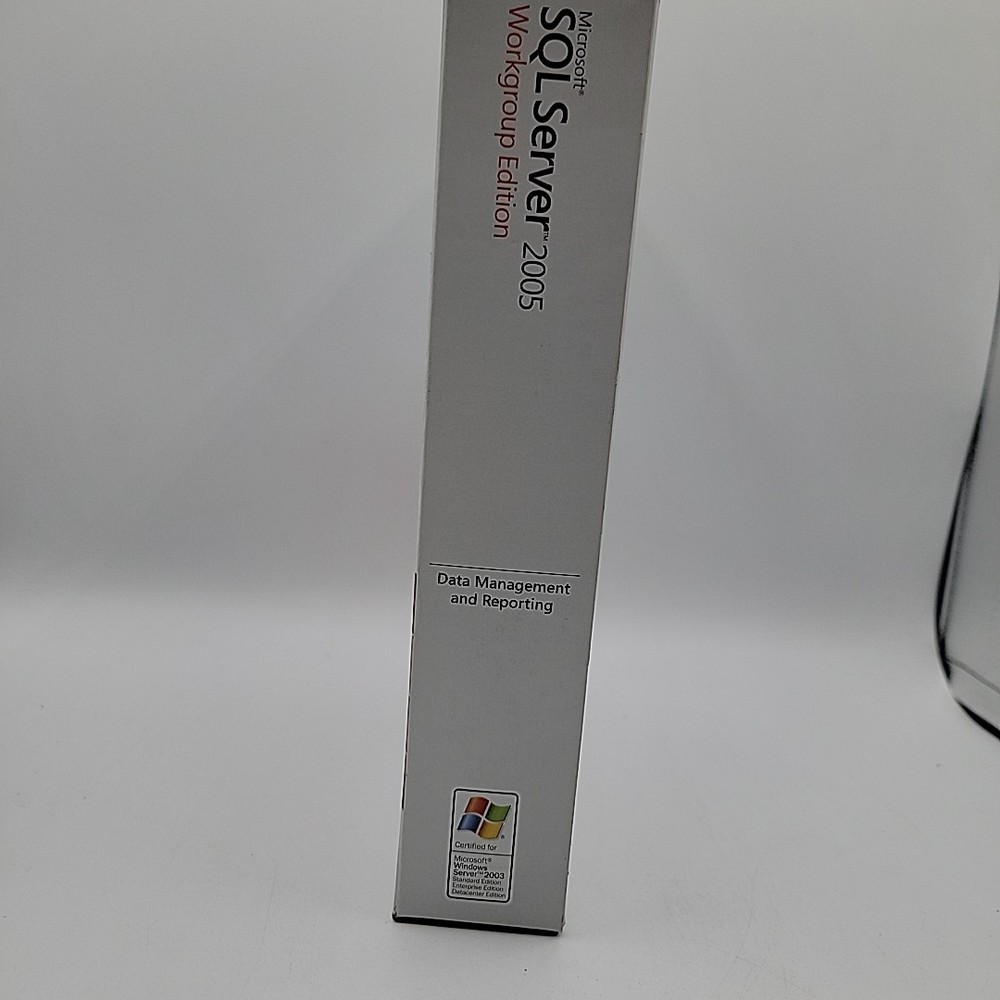 Microsoft®
SQL Server™ 2005
Workgroup Edition
Data Management
and Reporting
Certified for
Microsoft®
Windows
Server™ 2003
Standard Edition
Enterprise Edition
Datacenter Edition